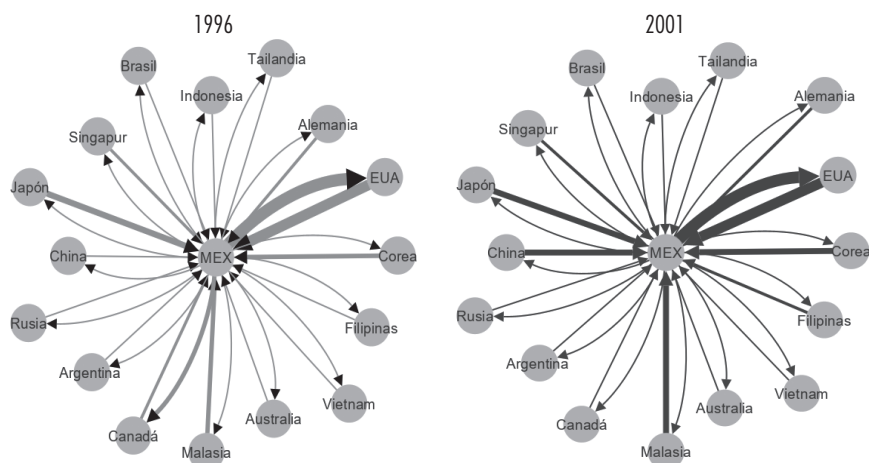 1996
Brasil
Tailandia
Indonesia
Singapur
Alemania
Japón
EUA
China
MEX
Corea
Rusia
Filipinas
Argentina
Canadá
Malasia
Australia
Vietnam
2001
Brasil
Tailandia
Indonesia
Alemania
Singapur
Japón
EUA
China
MEX
Corea
Rusia
Filipinas
Argentina
Canadá
Malasia
Australia
Vietnam